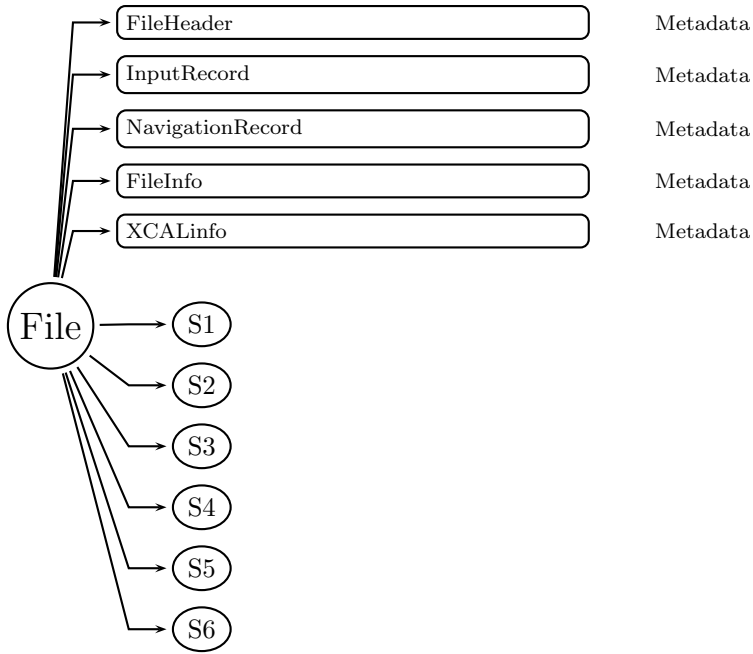 FileHeader Metadata
InputRecord Metadata
NavigationRecord Metadata
FileInfo Metadata
XCALinfo Metadata
File
S1
S2
S3
S4
S5
S6